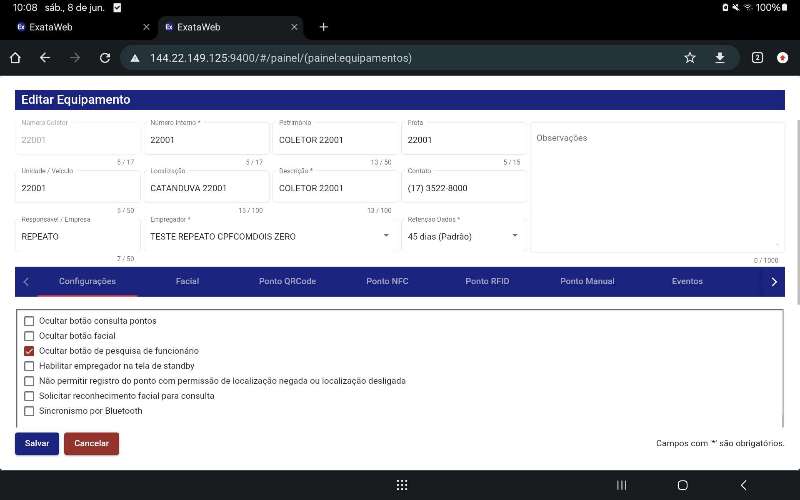 10:08 sáb., 8 de jun. 100%
ExataWeb ExataWeb
144.22.149.125:9400/#/painel/(painel:equipamentos) 2
Editar Equipamento
Número Coletor Número Interno * Patrimônio Frota
22001 22001 COLETOR 22001 22001 Observações
5 / 17 5 / 17 13 / 50 5 / 15
Unidade / Veículo Localização Descrição * Contato
22001 CATANDUVA 22001 COLETOR 22001 (17) 3522-8000
5 / 50 15 / 100 13 / 100
Responsável / Empresa Empregador * Retenção Dados *
REPEATO TESTE REPEATO CPFCOMDOIS ZERO 45 dias (Padrão)
7 / 50 0 / 1000
Configurações Facial Ponto QRCode Ponto NFC Ponto RFID Ponto Manual Eventos
Ocultar botão consulta pontos
Ocultar botão facial
Ocultar botão de pesquisa de funcionário
Habilitar empregador na tela de standby
Não permitir registro do ponto com permissão de localização negada ou localização desligada
Solicitar reconhecimento facial para consulta
Sincronismo por Bluetooth
Salvar Cancelar Campos com '*' são obrigatórios.